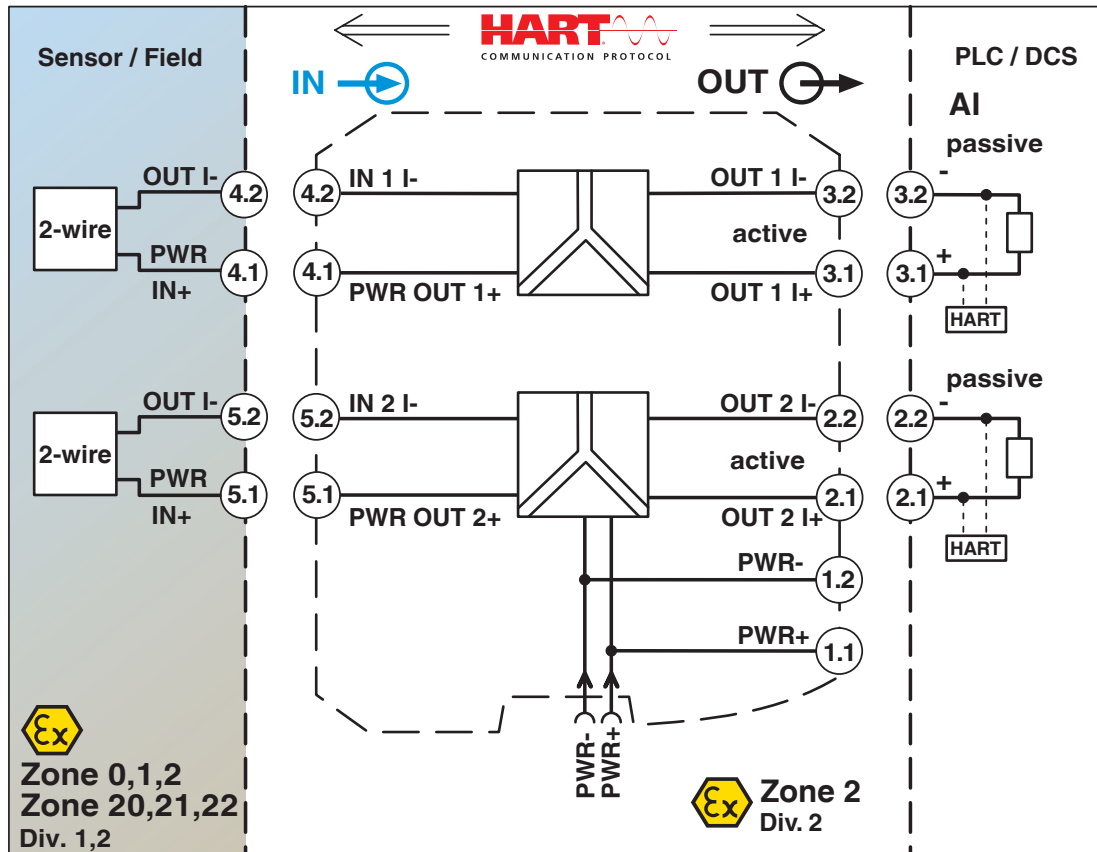 Sensor / Field
HART
COMMUNICATION PROTOCOL
PLC / DCS
IN
OUT
AI
passive
OUT I-
4.2
4.2
IN 1 I-
OUT 1 I-
3.2
3.2
-
2-wire
active
PWR
IN+
4.1
4.1
PWR OUT 1+
OUT 1 I+
3.1
3.1
+
HART
passive
OUT I-
5.2
5.2
IN 2 I-
OUT 2 I-
2.2
2.2
-
2-wire
active
PWR
IN+
5.1
5.1
PWR OUT 2+
OUT 2 I+
2.1
2.1
+
HART
PWR-
1.2
PWR+
1.1
PWR-
PWR+
Ex
Zone 0,1,2
Zone 20,21,22
Div. 1,2
Ex
Zone 2
Div. 2